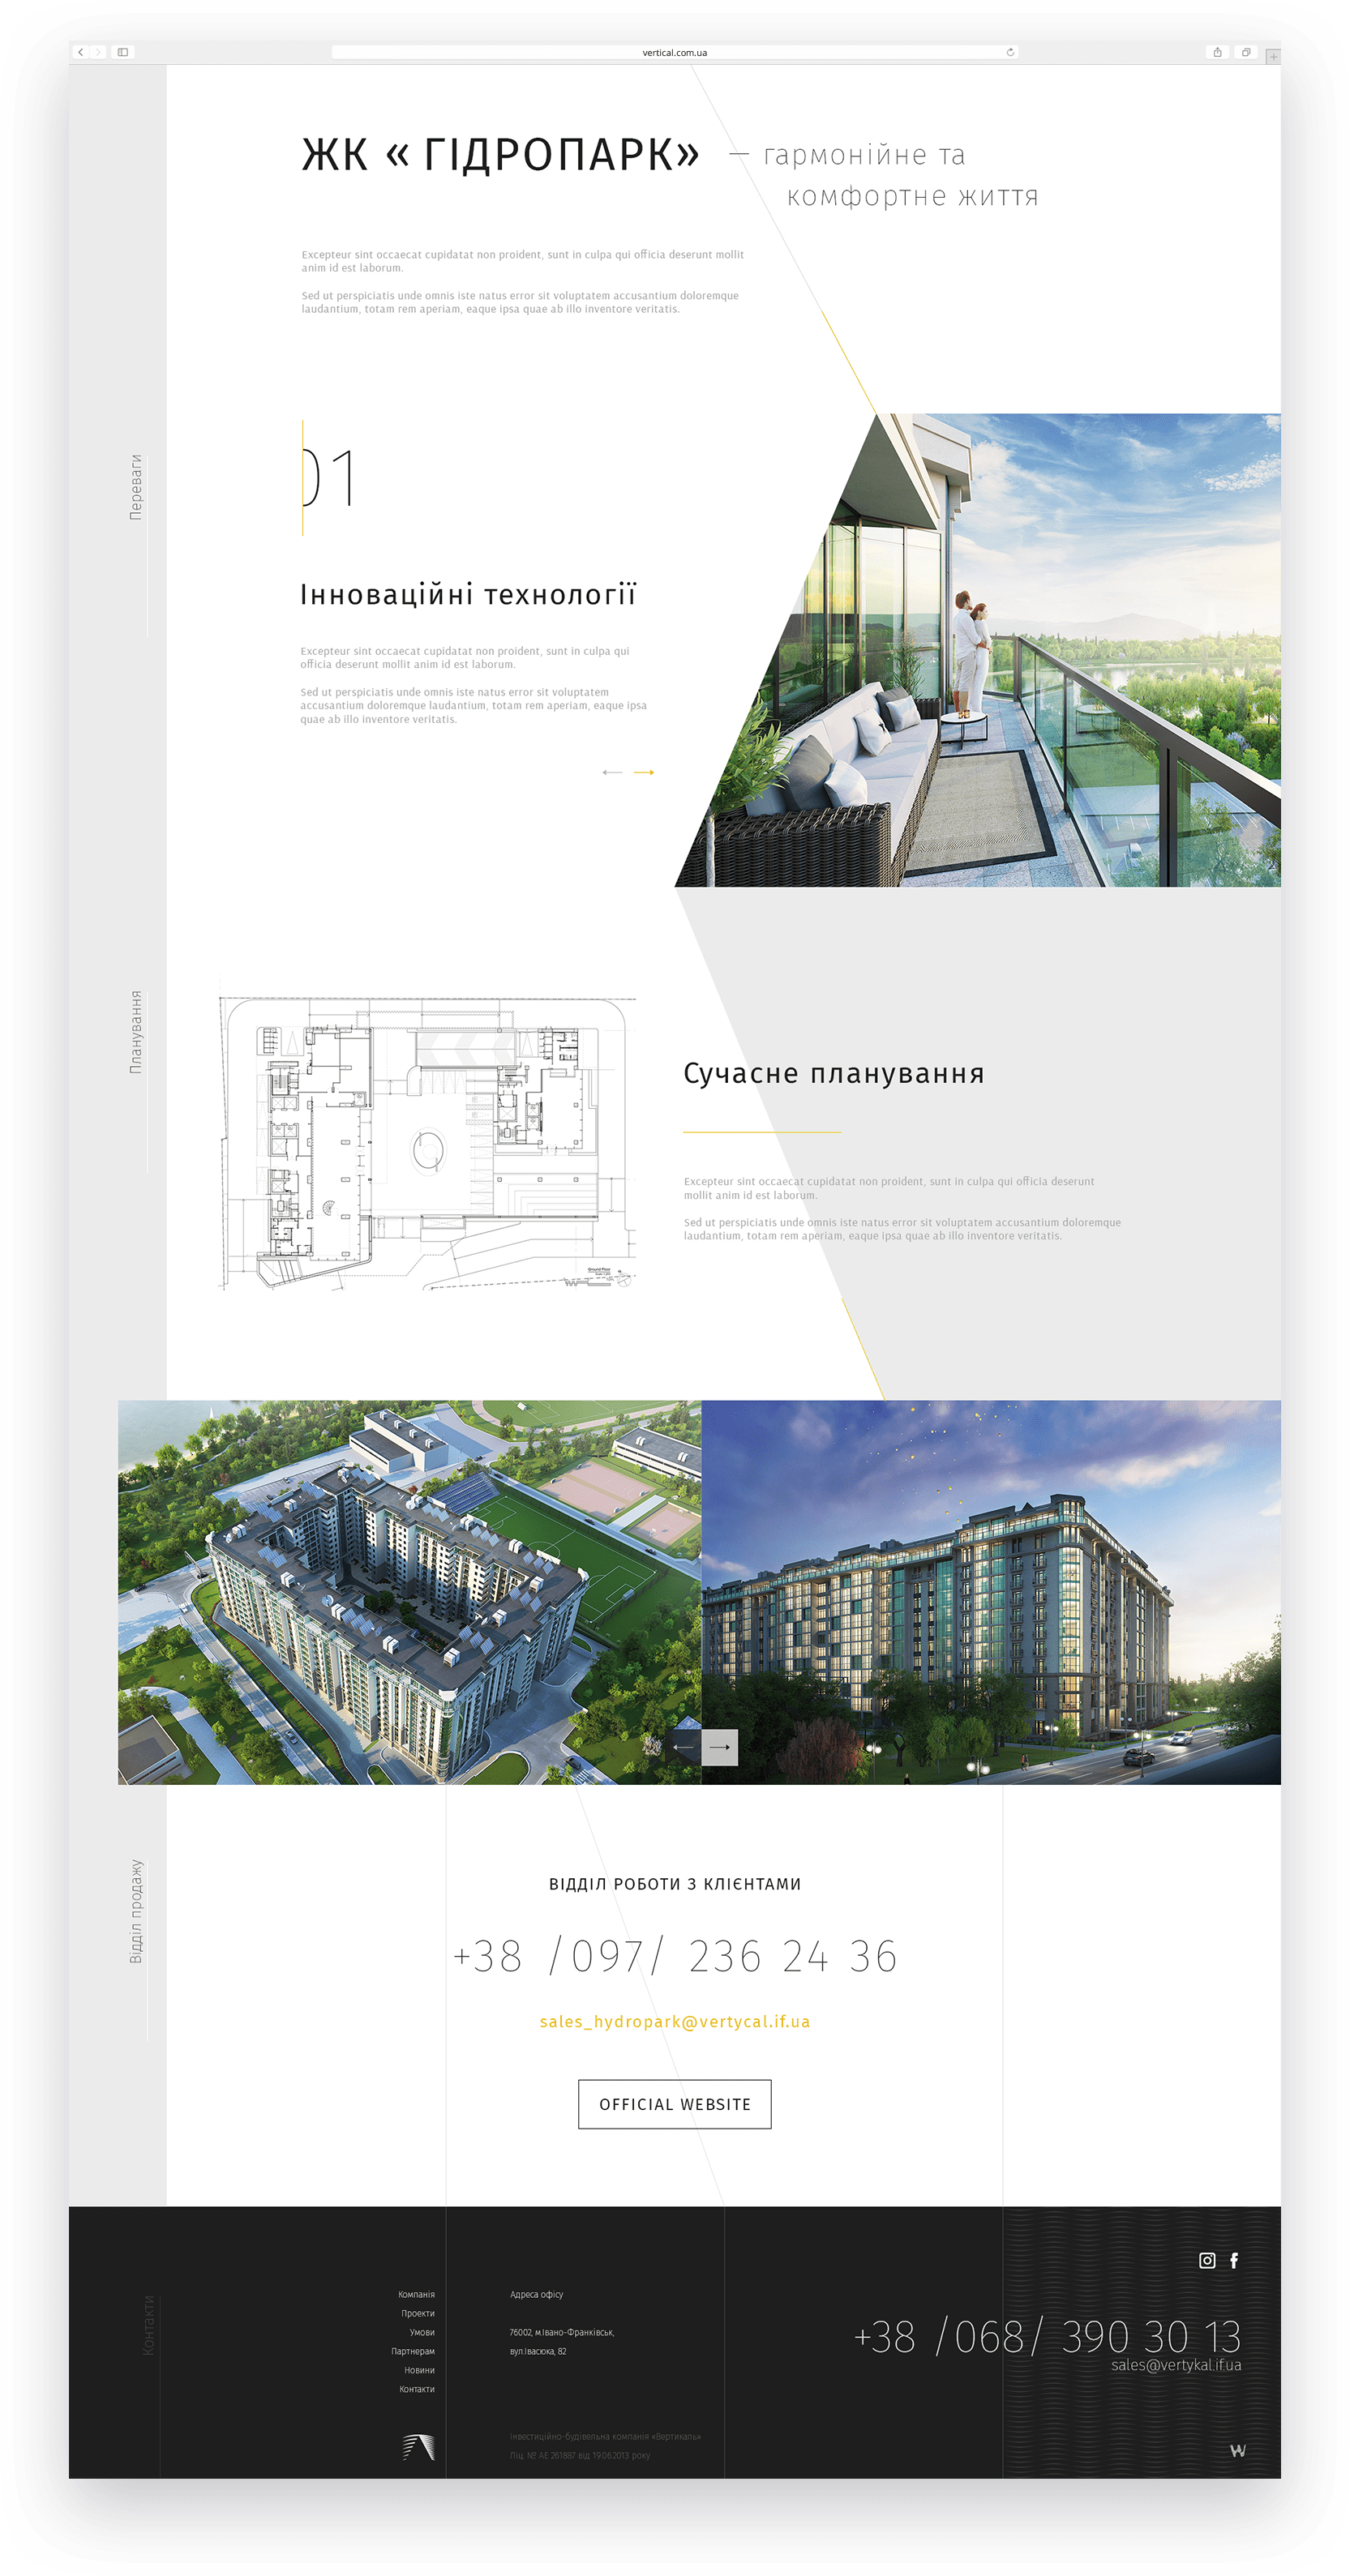 vertical.com.ua
ЖК « ГІДРОПАРК»
— гармонійне та
комфортне життя
Excepteur sint occaecat cupidatat non proident, sunt in culpa qui officia deserunt mollit
anim id est laborum.
Sed ut perspiciatis unde omnis iste natus error sit voluptatem accusantium doloremque
laudantium, totam rem aperiam, eaque ipsa quae ab illo inventore veritatis.
Переваги
01
Інноваційні технології
Excepteur sint occaecat cupidatat non proident, sunt in culpa qui
officia deserunt mollit anim id est laborum.
Sed ut perspiciatis unde omnis iste natus error sit voluptatem
accusantium doloremque laudantium, totam rem aperiam, eaque ipsa
quae ab illo inventore veritatis.
Планування
Ground Floor
Сучасне планування
Excepteur sint occaecat cupidatat non proident, sunt in culpa qui officia deserunt
mollit anim id est laborum.
Sed ut perspiciatis unde omnis iste natus error sit voluptatem accusantium doloremque
laudantium, totam rem aperiam, eaque ipsa quae ab illo inventore veritatis.
Відділ продажу
ВІДДІЛ РОБОТИ З КЛІЄНТАМИ
+38 /097/ 236 24 36
sales_hydropark@vertycal.if.ua
OFFICIAL WEBSITE
Контакти
Компанія
Проекти
Умови
Партнерам
Новини
Контакти
Адреса офісу
76002, м.Івано-Франківськ,
вул.Івасюка, 82
+38 /068/ 390 30 13
sales@vertykal.if.ua
Інвестиційно-будівельна компанія «Вертикаль»
Ліц. № АЕ 261887 від 19.06.2013 року